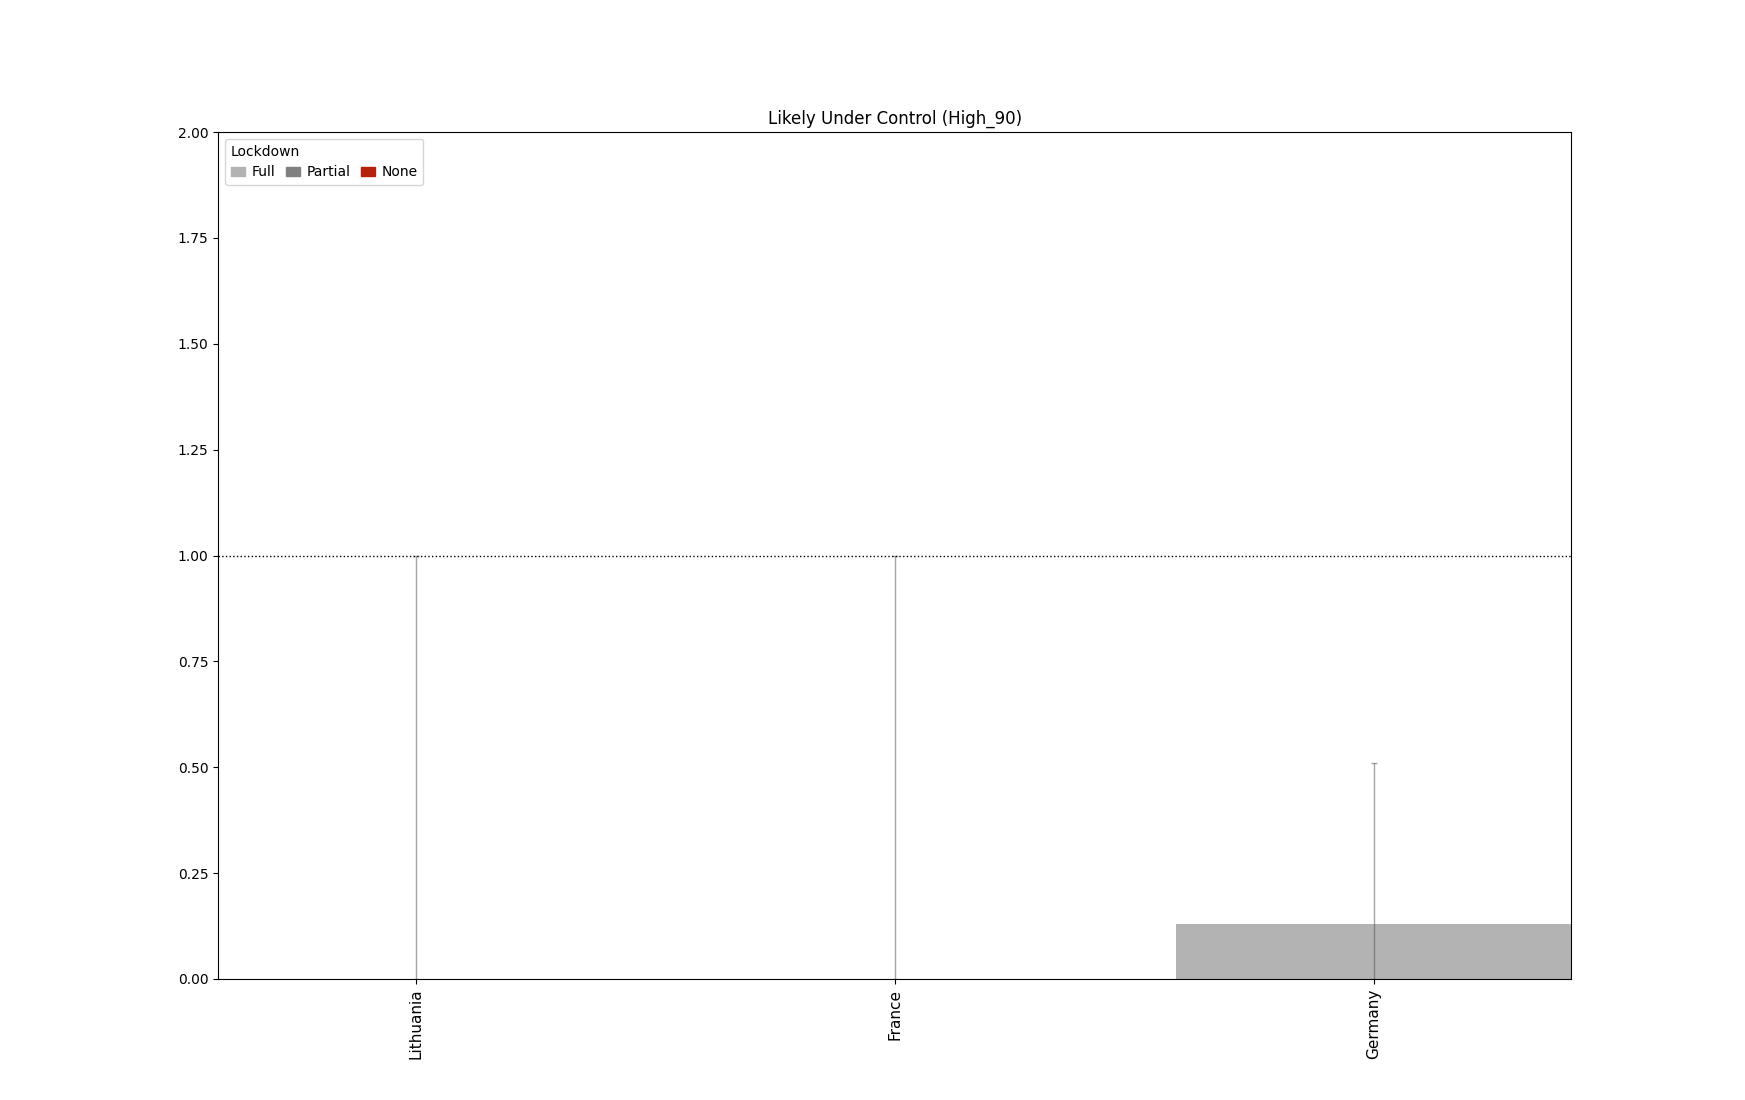 Likely Under Control (High_90)
2.00
Lockdown
Full Partial None
1.75
1.50
1.25
1.00
0.75
0.50
0.25
0.00
Lithuania
France
Germany